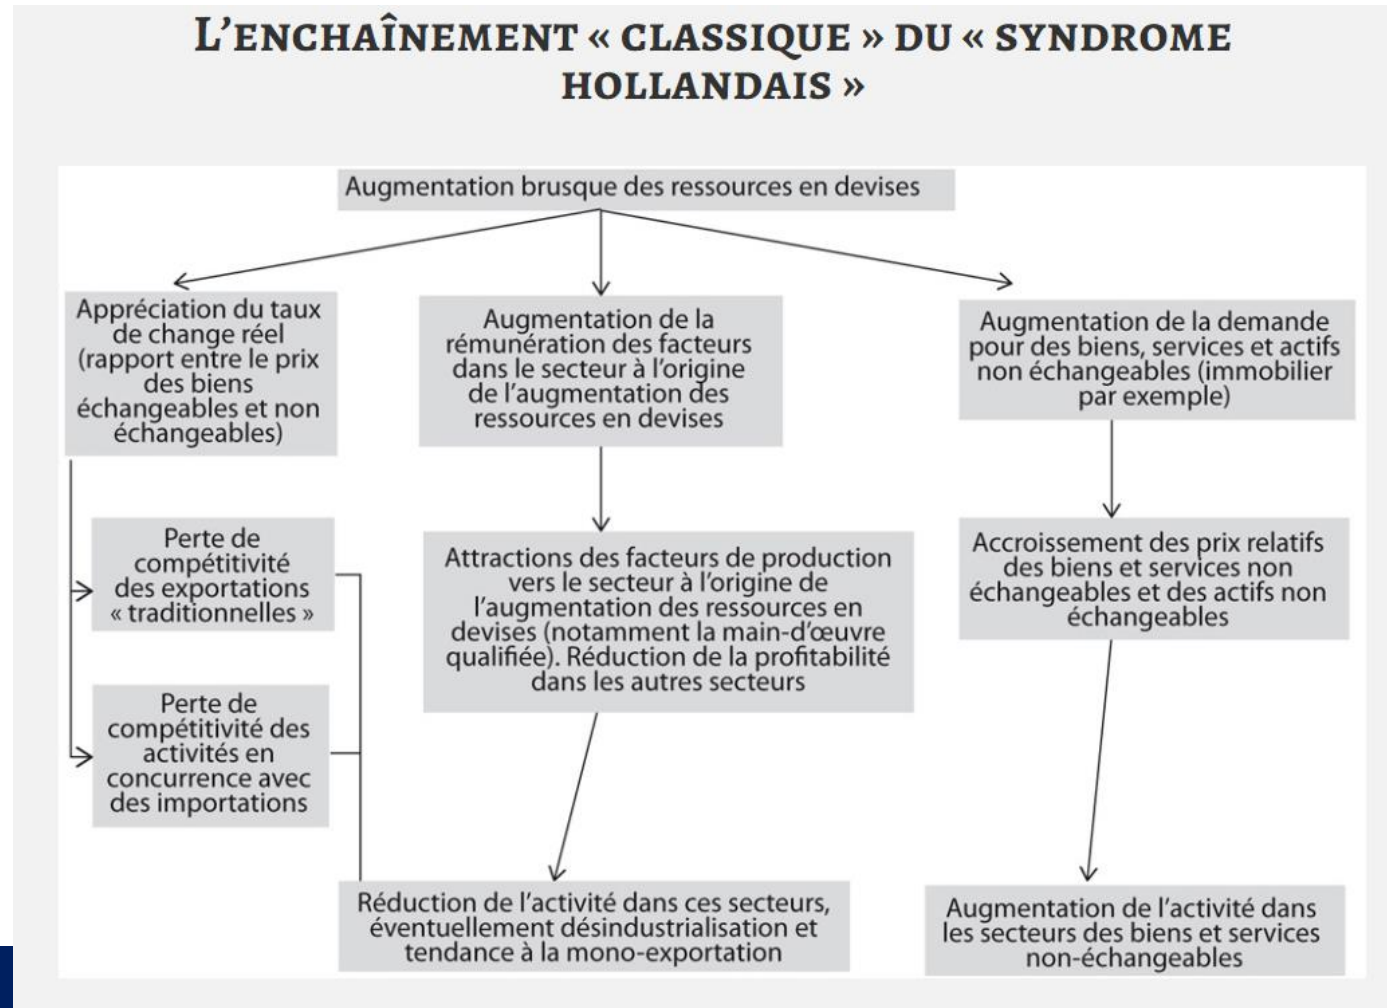 L’ENCHAÎNEMENT « CLASSIQUE » DU « SYNDROME
HOLLANDAIS »
Augmentation brusque des ressources en devises
Appréciation du taux
de change réel
(rapport entre le prix
des biens
échangeables et non
échangeables)
Augmentation de la
rémunération des facteurs
dans le secteur à l’origine
de l’augmentation des
ressources en devises
Augmentation de la demande
pour des biens, services et actifs
non échangeables (immobilier
par exemple)
Perte de
compétitivité
des exportations
« traditionnelles »
Attractions des facteurs de production
vers le secteur à l’origine de
l’augmentation des ressources en
devises (notamment la main-d’œuvre
qualifiée). Réduction de la profitabilité
dans les autres secteurs
Accroissement des prix relatifs
des biens et services non
échangeables et des actifs non
échangeables
Perte de
compétitivité des
activités en
concurrence avec
des importations
Réduction de l’activité dans ces secteurs,
éventuellement désindustrialisation et
tendance à la mono-exportation
Augmentation de l’activité dans
les secteurs des biens et services
non-échangeables